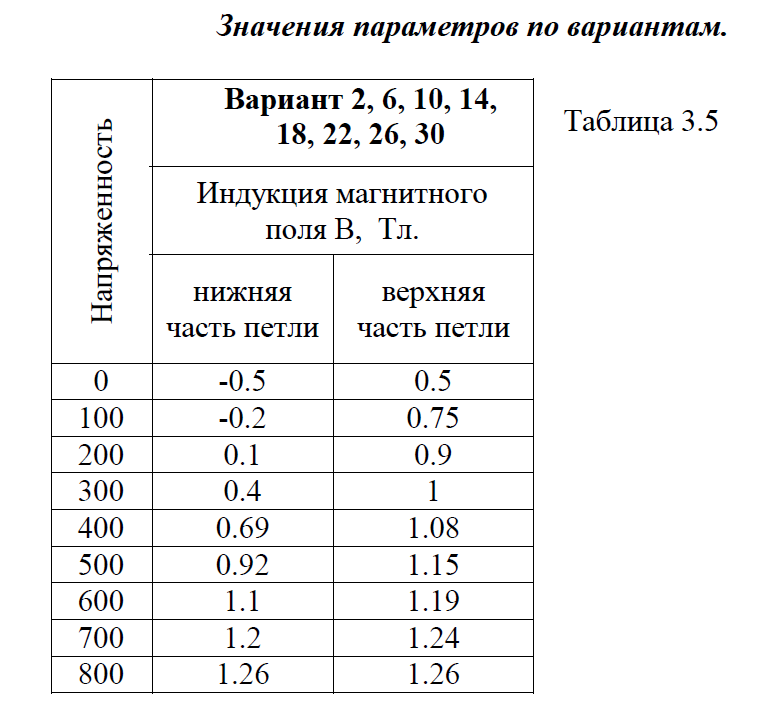 Значения параметров по вариантам.
Таблица 3.5
Напряженность
Вариант 2, 6, 10, 14,
18, 22, 26, 30
Индукция магнитного
поля В, Тл.
нижняя часть петли
верхняя часть петли
0 -0.5 0.5
100 -0.2 0.75
200 0.1 0.9
300 0.4 1
400 0.69 1.08
500 0.92 1.15
600 1.1 1.19
700 1.2 1.24
800 1.26 1.26